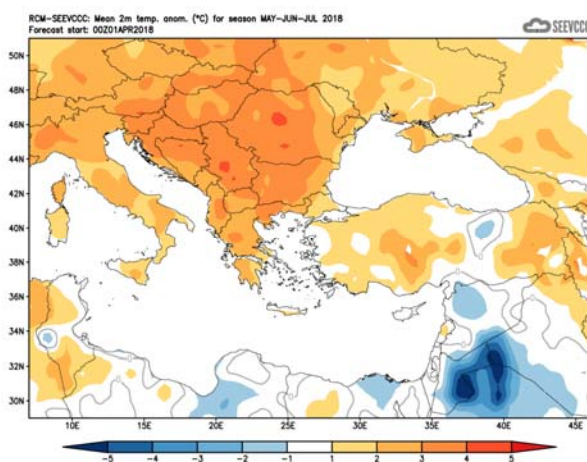 RCM-SEEVCCC: Mean 2m temp. anom. (°C) for season MAY-JUN-JUL 2018
Forecast start: 00Z01APR2018
SEEVCCC
50N
48N
46N
44N
42N
40N
38N
36N
34N
32N
30N
10E 15E 20E 25E 30E 35E 40E 45E
-5 -4 -3 -2 -1 1 2 3 4 5